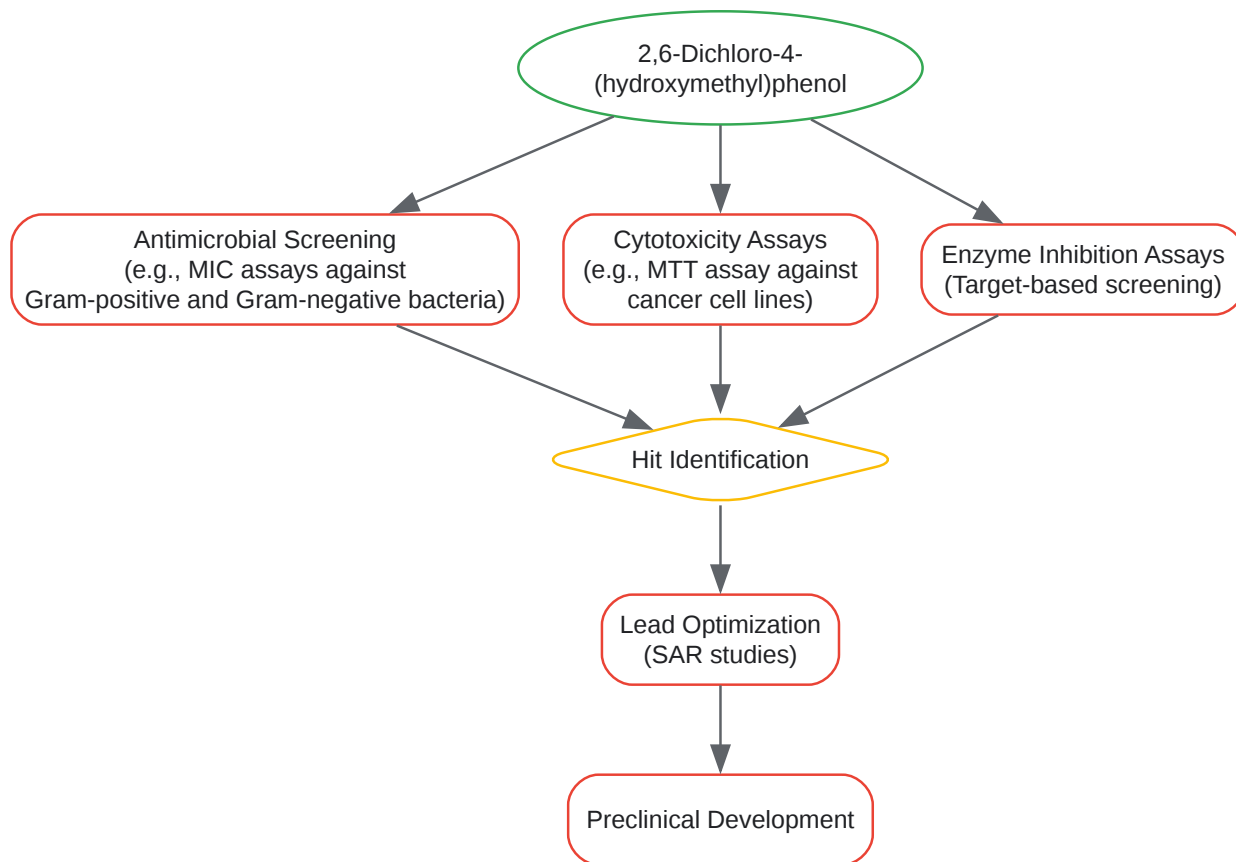 2,6-Dichloro-4-
(hydroxymethyl)phenol
Antimicrobial Screening
(e.g., MIC assays against
Gram-positive and Gram-negative bacteria)
Cytotoxicity Assays
(e.g., MTT assay against
cancer cell lines)
Enzyme Inhibition Assays
(Target-based screening)
Hit Identification
Lead Optimization
(SAR studies)
Preclinical Development